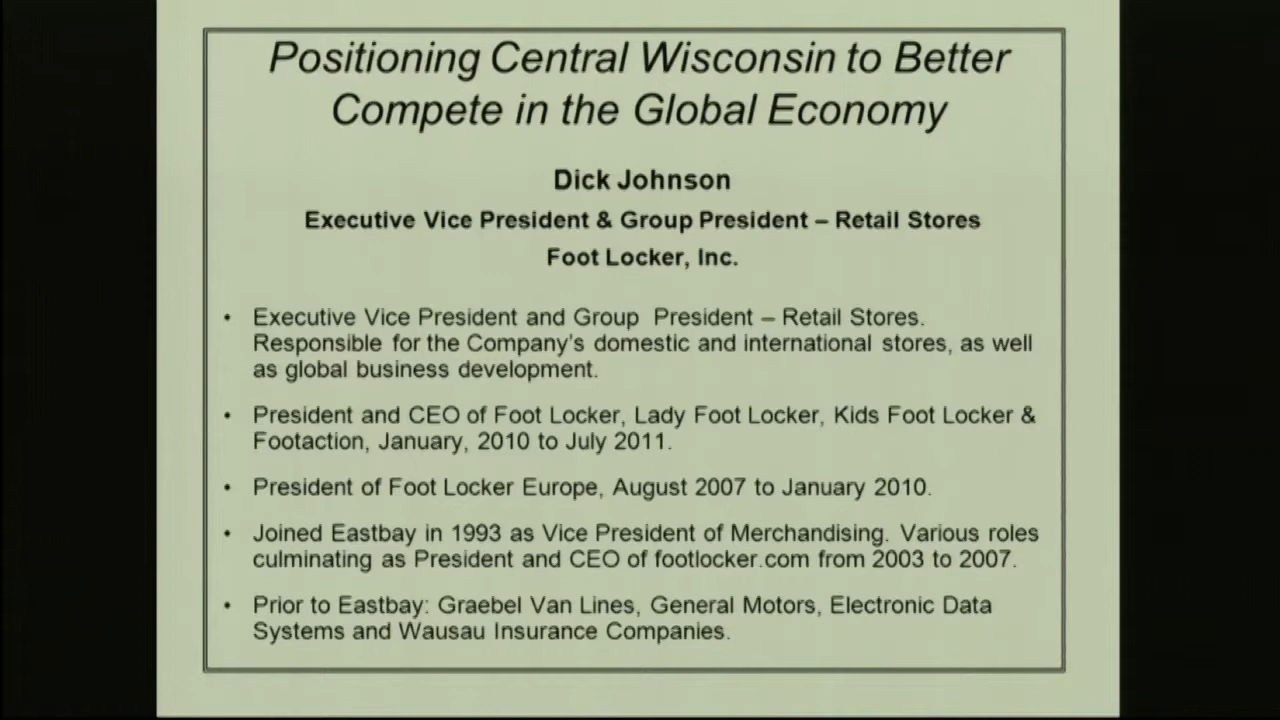 Positioning Central Wisconsin to Better
Compete in the Global Economy
Dick Johnson
Executive Vice President & Group President – Retail Stores
Foot Locker, Inc.
• Executive Vice President and Group President – Retail Stores.
Responsible for the Company's domestic and international stores, as well
as global business development.
• President and CEO of Foot Locker, Lady Foot Locker, Kids Foot Locker &
Footaction, January, 2010 to July 2011.
• President of Foot Locker Europe, August 2007 to January 2010.
• Joined Eastbay in 1993 as Vice President of Merchandising. Various roles
culminating as President and CEO of footlocker.com from 2003 to 2007.
• Prior to Eastbay: Graebel Van Lines, General Motors, Electronic Data
Systems and Wausau Insurance Companies.